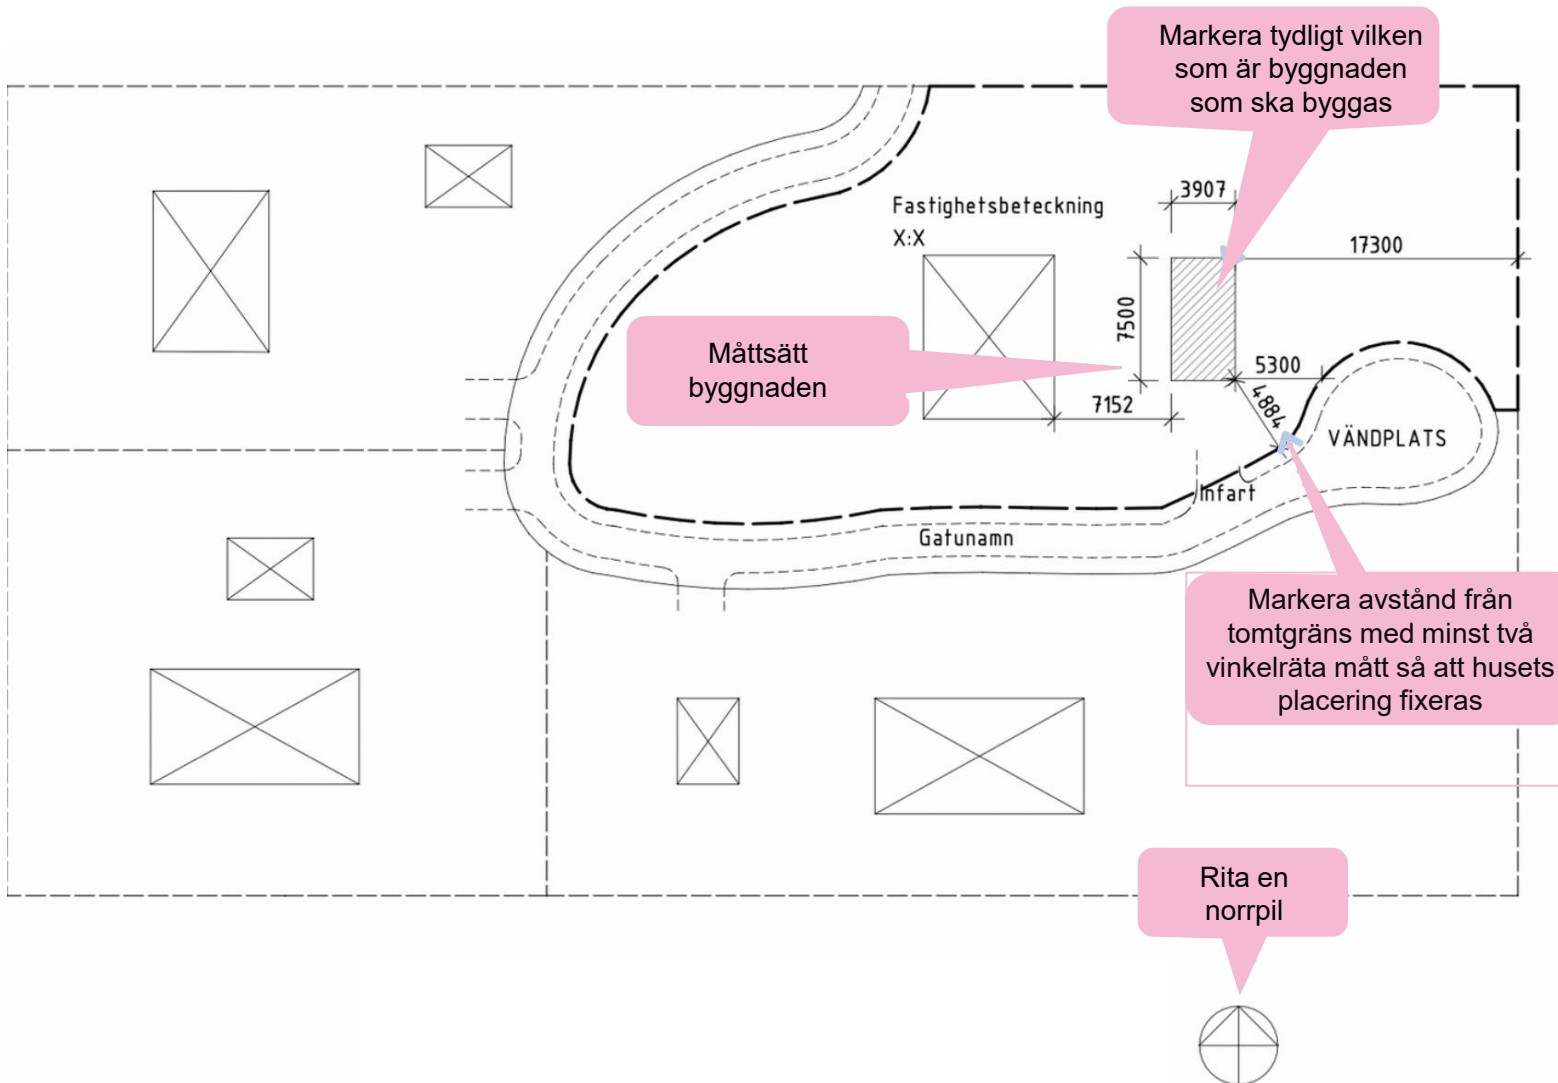 Markera tydligt vilken
som är byggnaden
som ska byggas
3907
Fastighetsbeteckning
X:X
17300
7500
Måttsätt
byggnaden
5300
7152
4884
VÄNDPLATS
Infart
Gatunamn
Markera avstånd från
tomtgräns med minst två
vinkelräta mått så att husets
placering fixeras
Rita en
norrpil